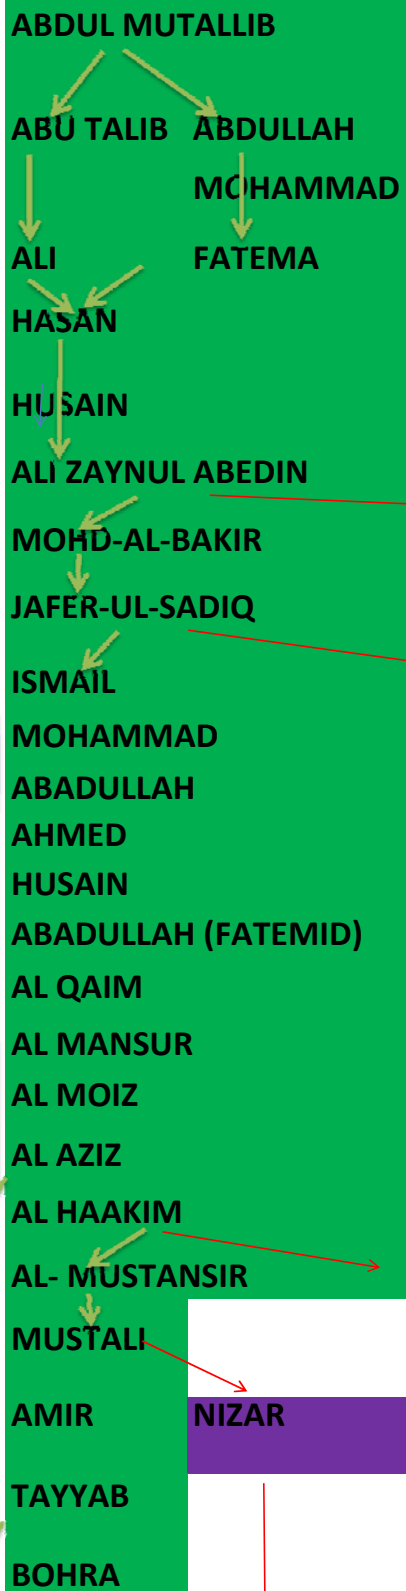 ABDUL MUTALLIB
ABU TALIB ABDULLAH
MOHAMMAD
ALI FATEMA
HASAN
HUSAIN
ALI ZAYNUL ABEDIN
MOHD-AL-BAKIR
JAFER-UL-SADIQ
ISMAIL
MOHAMMAD
ABADULLAH
AHMED
HUSAIN
ABADULLAH (FATEMID)
AL QAIM
AL MANSUR
AL MOIZ
AL AZIZ
AL HAAKIM
AL- MUSTANSIR
MUSTALI
AMIR NIZAR
TAYYAB
BOHRA